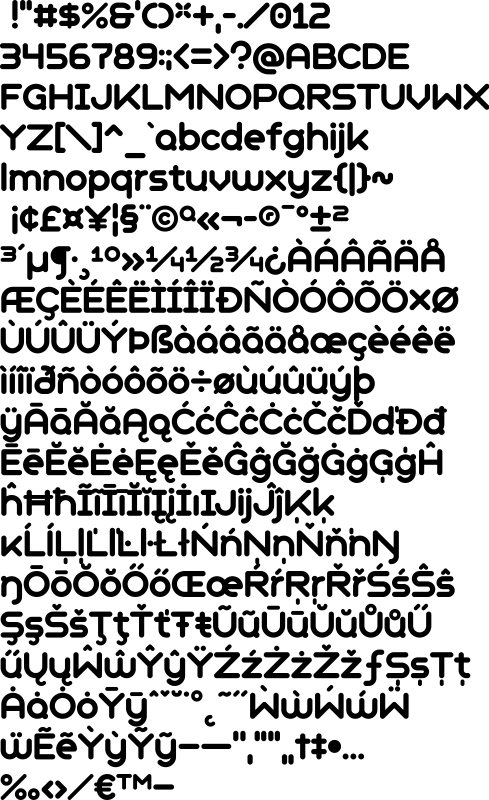 !"#$%&'()*+,-./012
3456789:;<=>?@ABCDE
FGHIJKLMNOPQRSTUVWX
YZ[\]^_`abcdefghijk
lmnopqrstuvwxyz{|}~
¡¢£¤¥¦§¨©ª«¬-®¯°±²
³´µ¶·¸¹º»¼½¾¿ÀÁÂÃÄÅ
ÆÇÈÉÊËÌÍÎÏÐÑÒÓÔÕÖ×Ø
ÙÚÛÜÝÞßàáâãäåæçèéêë
ìíîïðñòóôõö÷øùúûüýþ
ÿĀāĂăĄąĆćĈĉĊċČčĎďĐđ
ĒēĔĕĖėĘęĚěĜĝĞğĠġĢģĤ
ĥĦħĨĩĪīĬĭĮįİıĲĳĴĵĶķ
ĸĹĺĻļĽľĿŀŁłŃńŅņŇňŉŊ
ŋŌōŎŏŐőŒœŔŕŖŗŘřŚśŜŝ
ŞşŠšŢţŤťŦŧŨũŪūŬŭŮůŰ
űŲųŴŵŶŷŸŹźŻżŽžƒȘșȚț
ȦȧȮȯȲȳˆˇ˘˙˚˛˜˝ẀẁẂẃẄ
ẅẼẽỲỳỸỹ–—"‚""„†‡•…
‰‹›⁄€™−